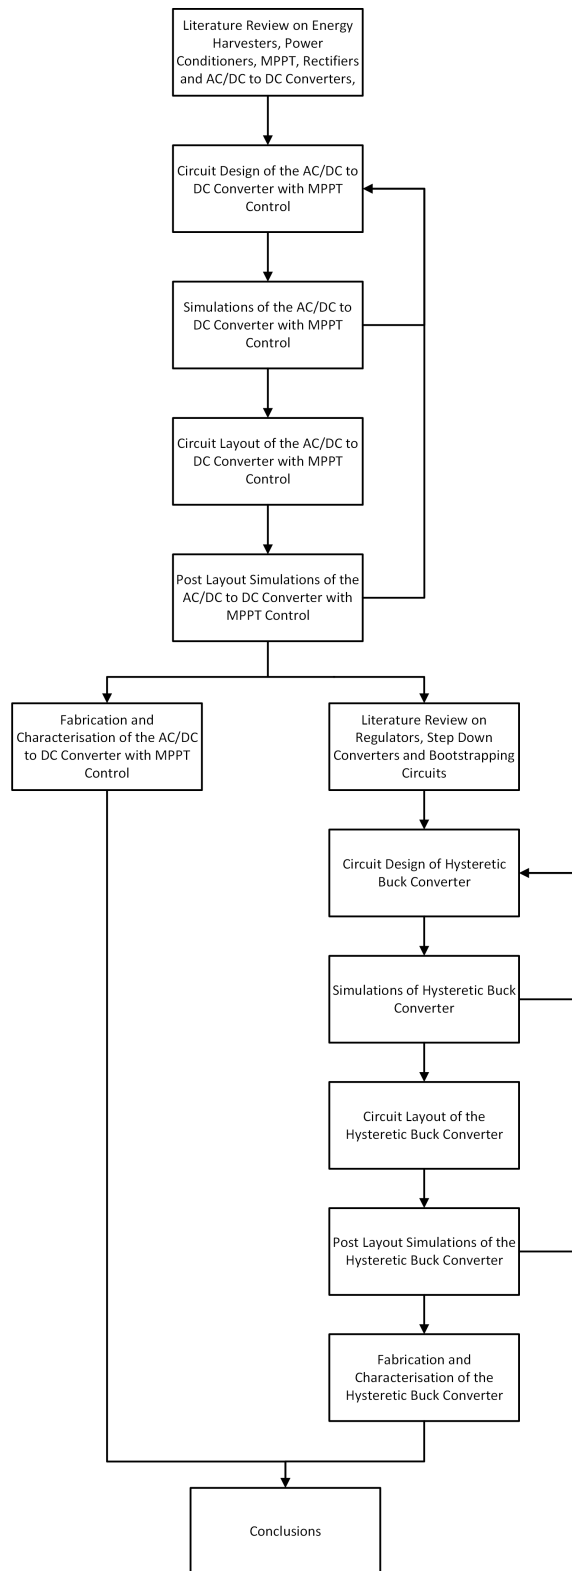 Literature Review on Energy
Harvesters, Power
Conditioners, MPPT, Rectifiers
and AC/DC to DC Converters,
Circuit Design of the AC/DC to
DC Converter with MPPT
Control
Simulations of the AC/DC to
DC Converter with MPPT
Control
Circuit Layout of the AC/DC to
DC Converter with MPPT
Control
Post Layout Simulations of the
AC/DC to DC Converter with
MPPT Control
Fabrication and
Characterisation of the AC/DC
to DC Converter with MPPT
Control
Literature Review on
Regulators, Step Down
Converters and Bootstrapping
Circuits
Circuit Design of Hysteretic
Buck Converter
Simulations of Hysteretic Buck
Converter
Circuit Layout of the
Hysteretic Buck Converter
Post Layout Simulations of the
Hysteretic Buck Converter
Fabrication and
Characterisation of the
Hysteretic Buck Converter
Conclusions